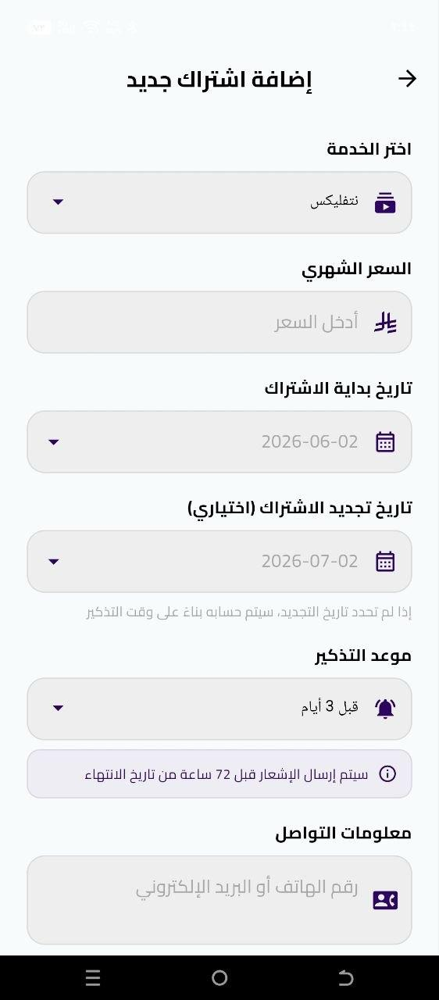 إضافة اشتراك جديد
اختر الخدمة
نتفليكس
السعر الشهري
أدخل السعر
تاريخ بداية الاشتراك
2026-06-02
تاريخ تجديد الاشتراك (اختياري)
2026-07-02
إذا لم تحدد تاريخ التجديد، سيتم حسابه بناءً على وقت التذكير
موعد التذكير
قبل 3 أيام
سيتم إرسال الإشعار قبل 72 ساعة من تاريخ الانتهاء
معلومات التواصل
رقم الهاتف أو البريد الإلكتروني